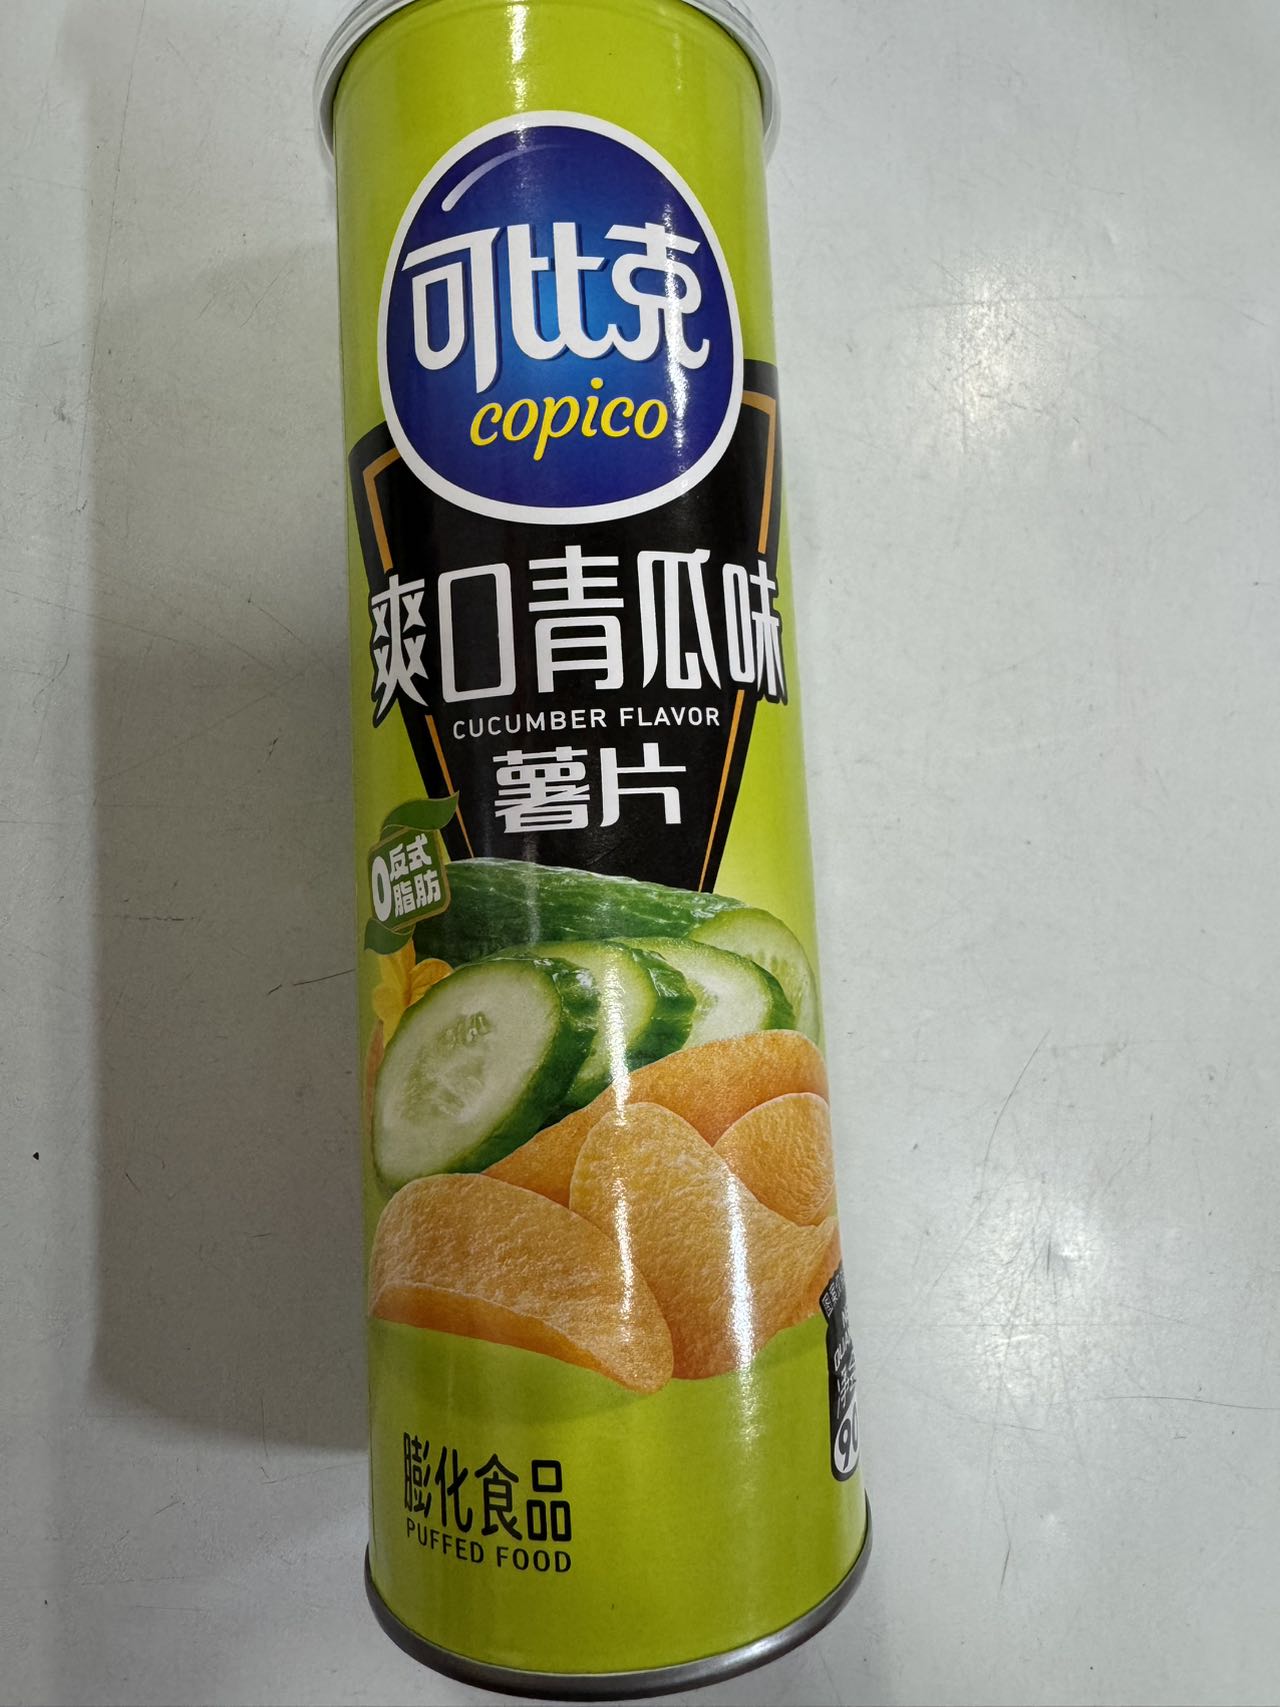 可比克
copico
爽口青瓜味
CUCUMBER FLAVOR
薯片
0反式
脂肪
90
膨化食品
PUFFED FOOD